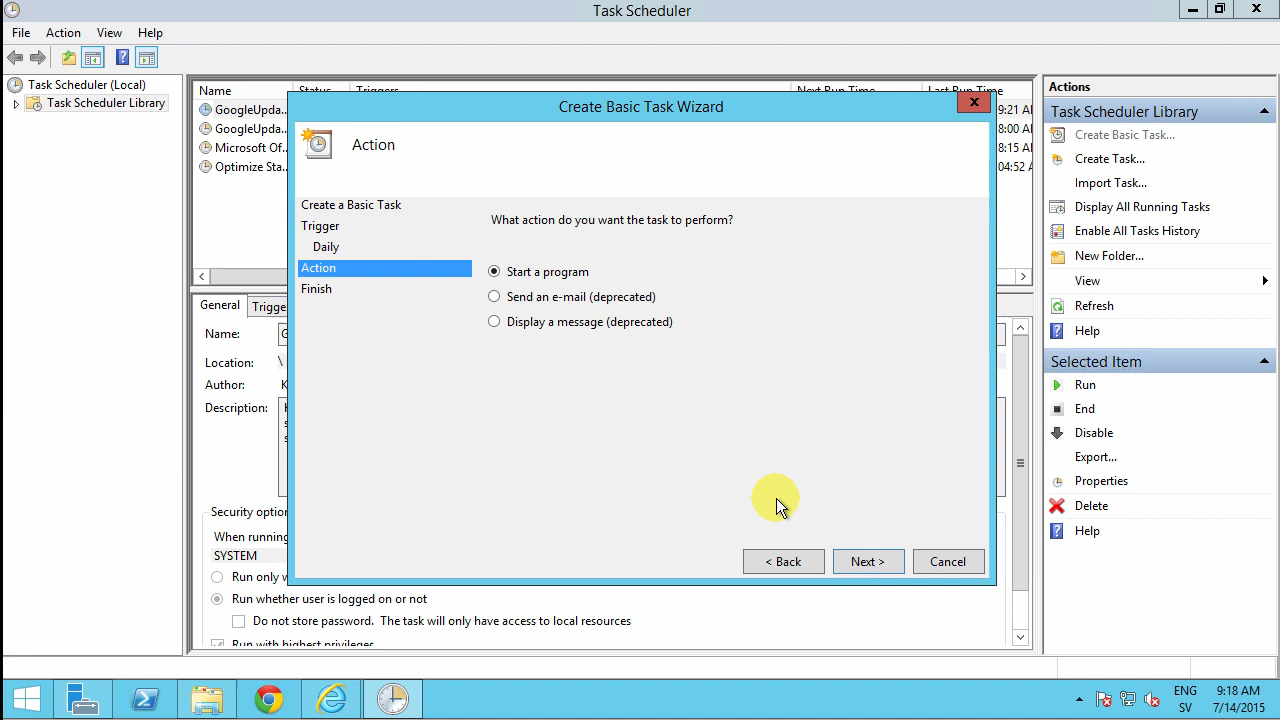 Task Scheduler
File Action View Help
Task Scheduler (Local)
Task Scheduler Library
Name Status Triggers Next Run Time Last Run Time
GoogleUpda... 9:21 A
GoogleUpda... 8:00 A
Microsoft Of... 8:15 A
Optimize Sta... 04:52
Create Basic Task Wizard
Action
Create a Basic Task
Trigger
Daily
Action
Finish
What action do you want the task to perform?
Start a program
Send an e-mail (deprecated)
Display a message (deprecated)
< Back Next > Cancel
General Trigge
Name: G
Location: \
Author:
Description:
Security optio
When running
SYSTEM
Run only w
Run whether user is logged on or not
Do not store password. The task will only have access to local resources
Run with highest privileges
Actions
Task Scheduler Library
Create Basic Task...
Create Task...
Import Task...
Display All Running Tasks
Enable All Tasks History
New Folder...
View
Refresh
Help
Selected Item
Run
End
Disable
Export...
Properties
Delete
Help
ENG 9:18 AM
SV 7/14/2015